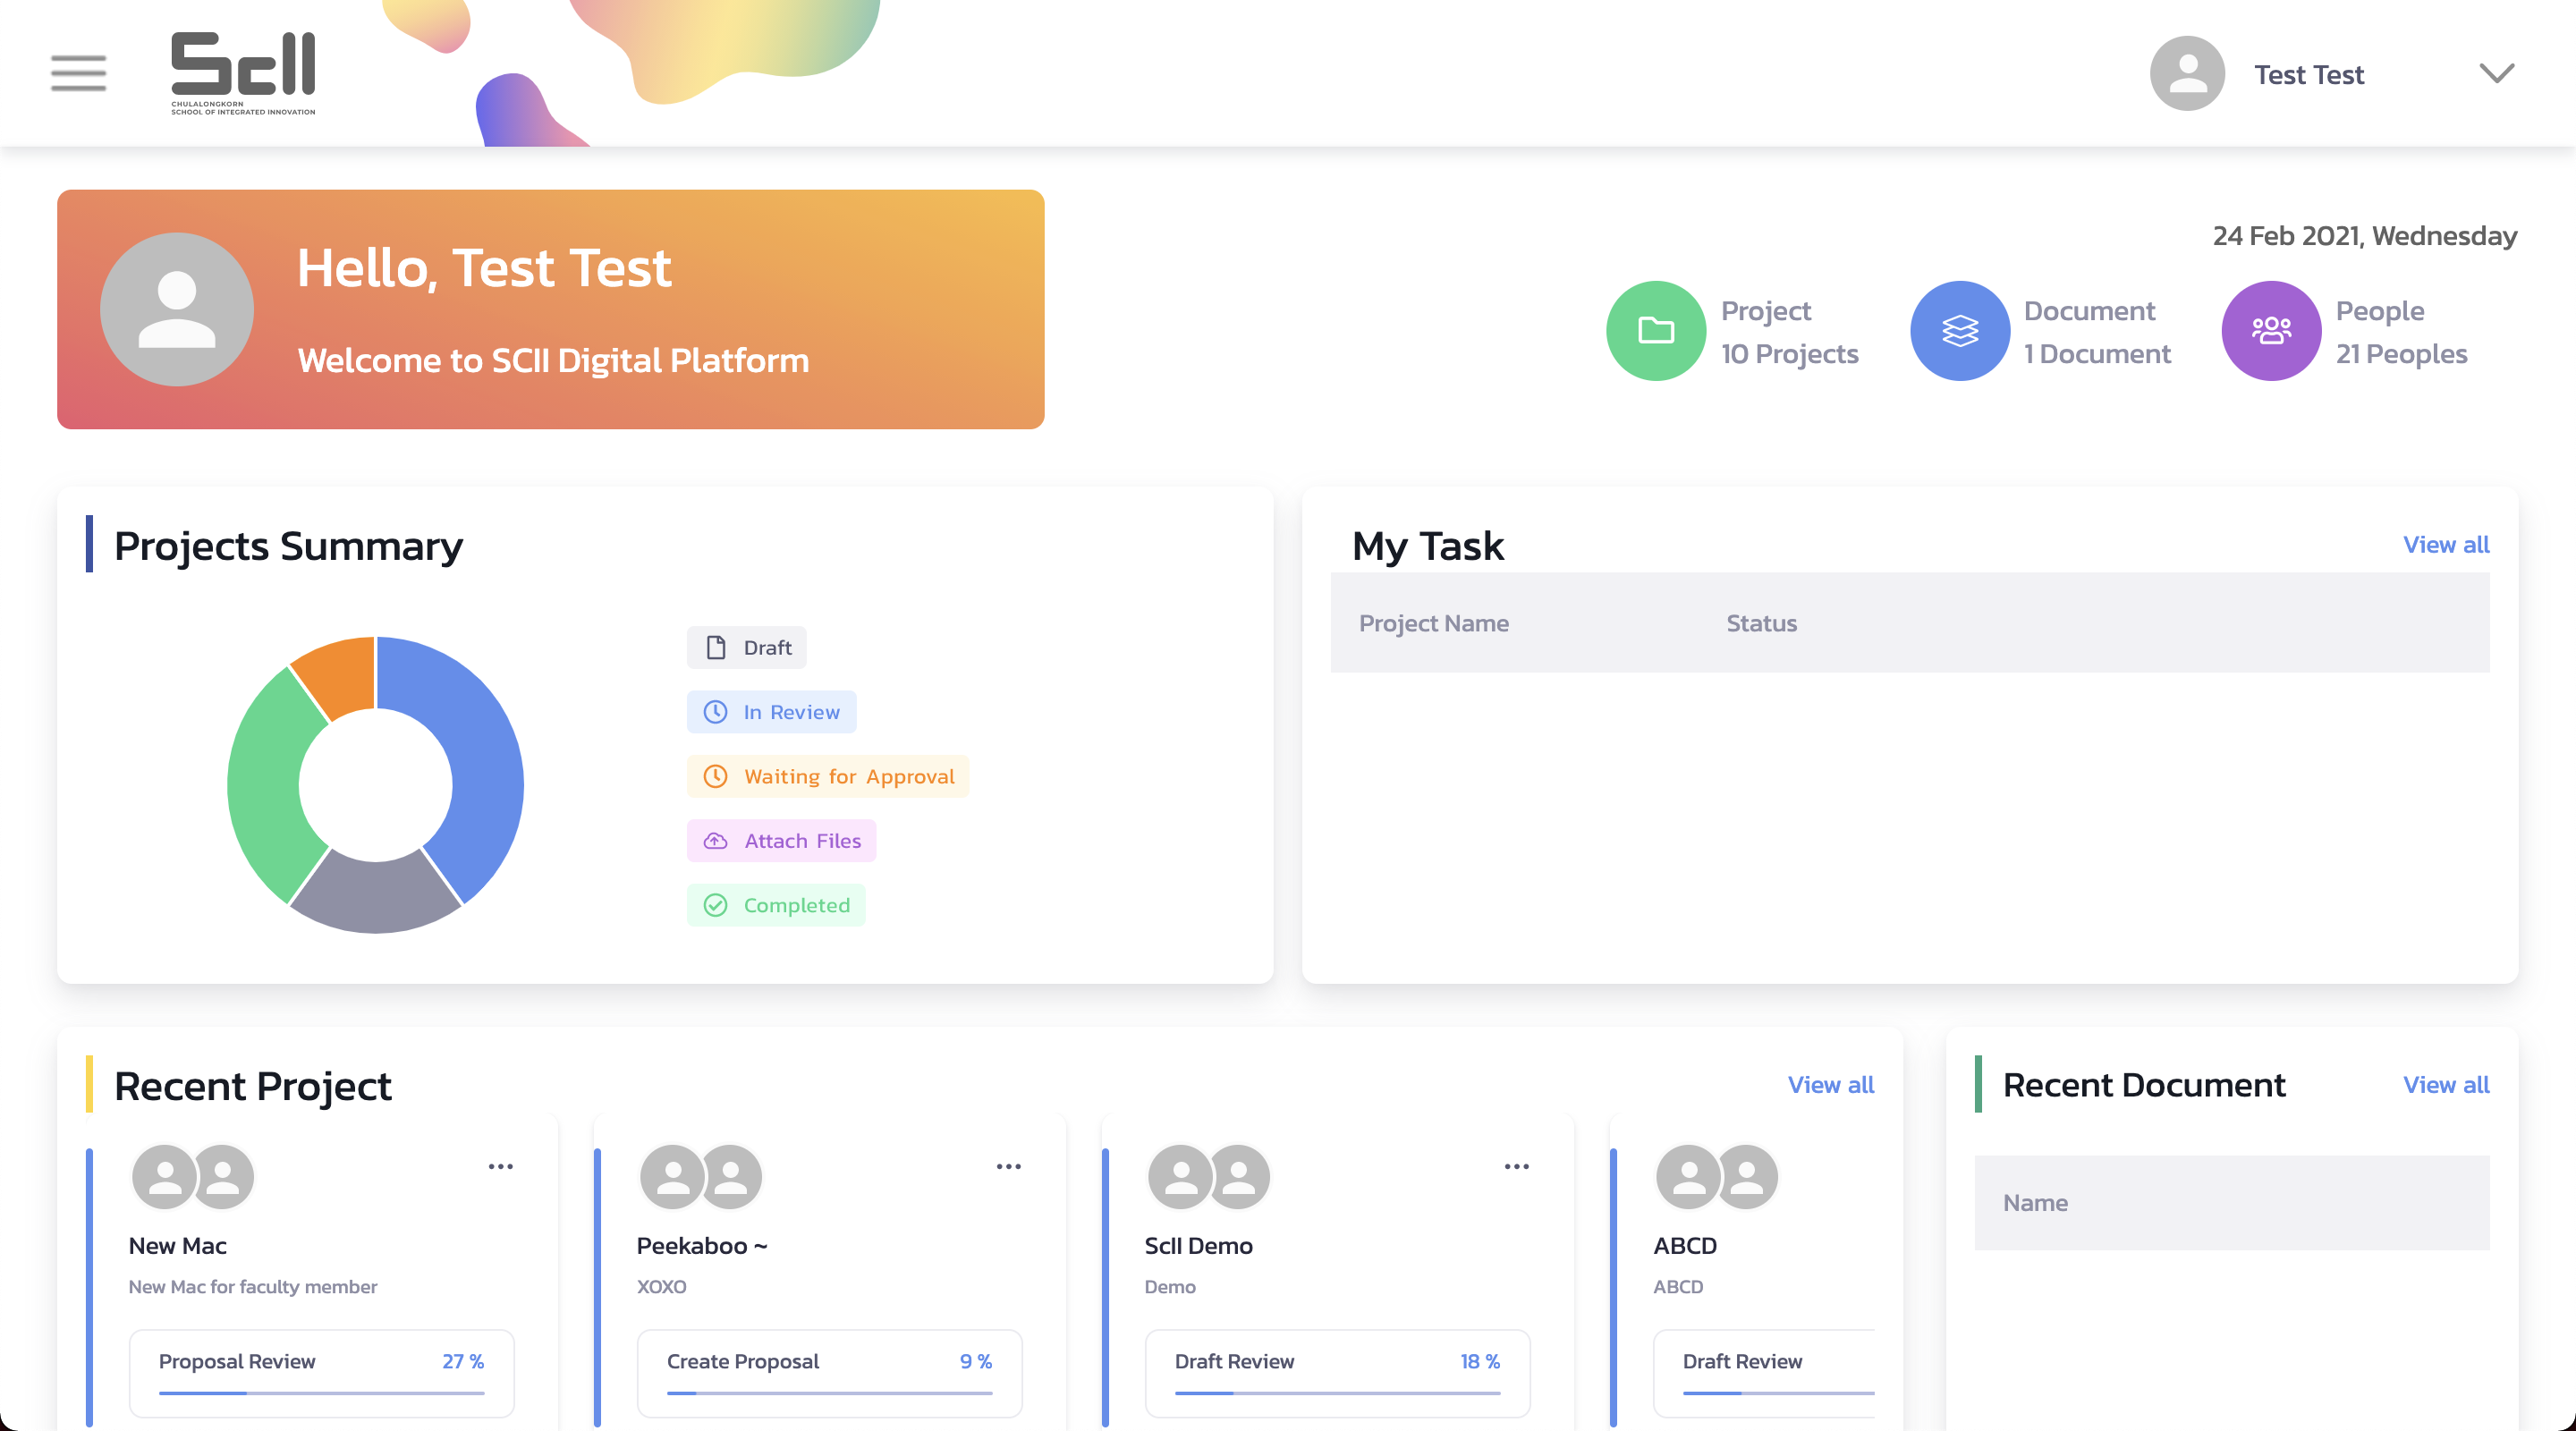 ScII
CHULALONGKORN
SCHOOL OF INTEGRATED INNOVATION
Test Test
Hello, Test Test
Welcome to SCII Digital Platform
24 Feb 2021, Wednesday
Project
10 Projects
Document
1 Document
People
21 Peoples
Projects Summary
Draft
In Review
Waiting for Approval
Attach Files
Completed
My Task
View all
Project Name
Status
Recent Project
View all
New Mac
New Mac for faculty member
Proposal Review 27 %
Peekaboo ~
XOXO
Create Proposal 9 %
ScII Demo
Demo
Draft Review 18 %
ABCD
ABCD
Draft Review
Recent Document
View all
Name